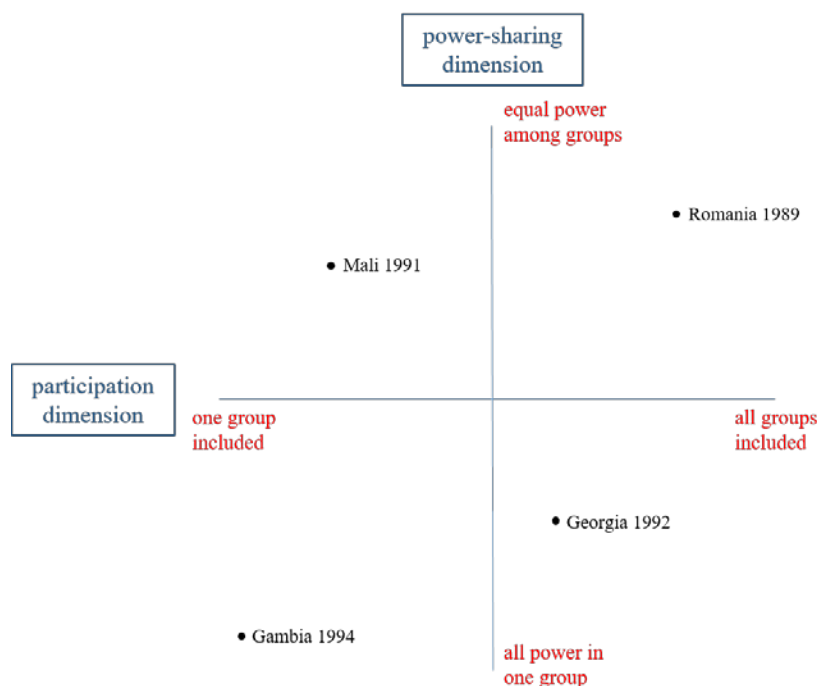 power-sharing
dimension
equal power
among groups
Romania 1989
Mali 1991
participation
dimension
one group
included
all groups
included
Georgia 1992
Gambia 1994
all power in
one group